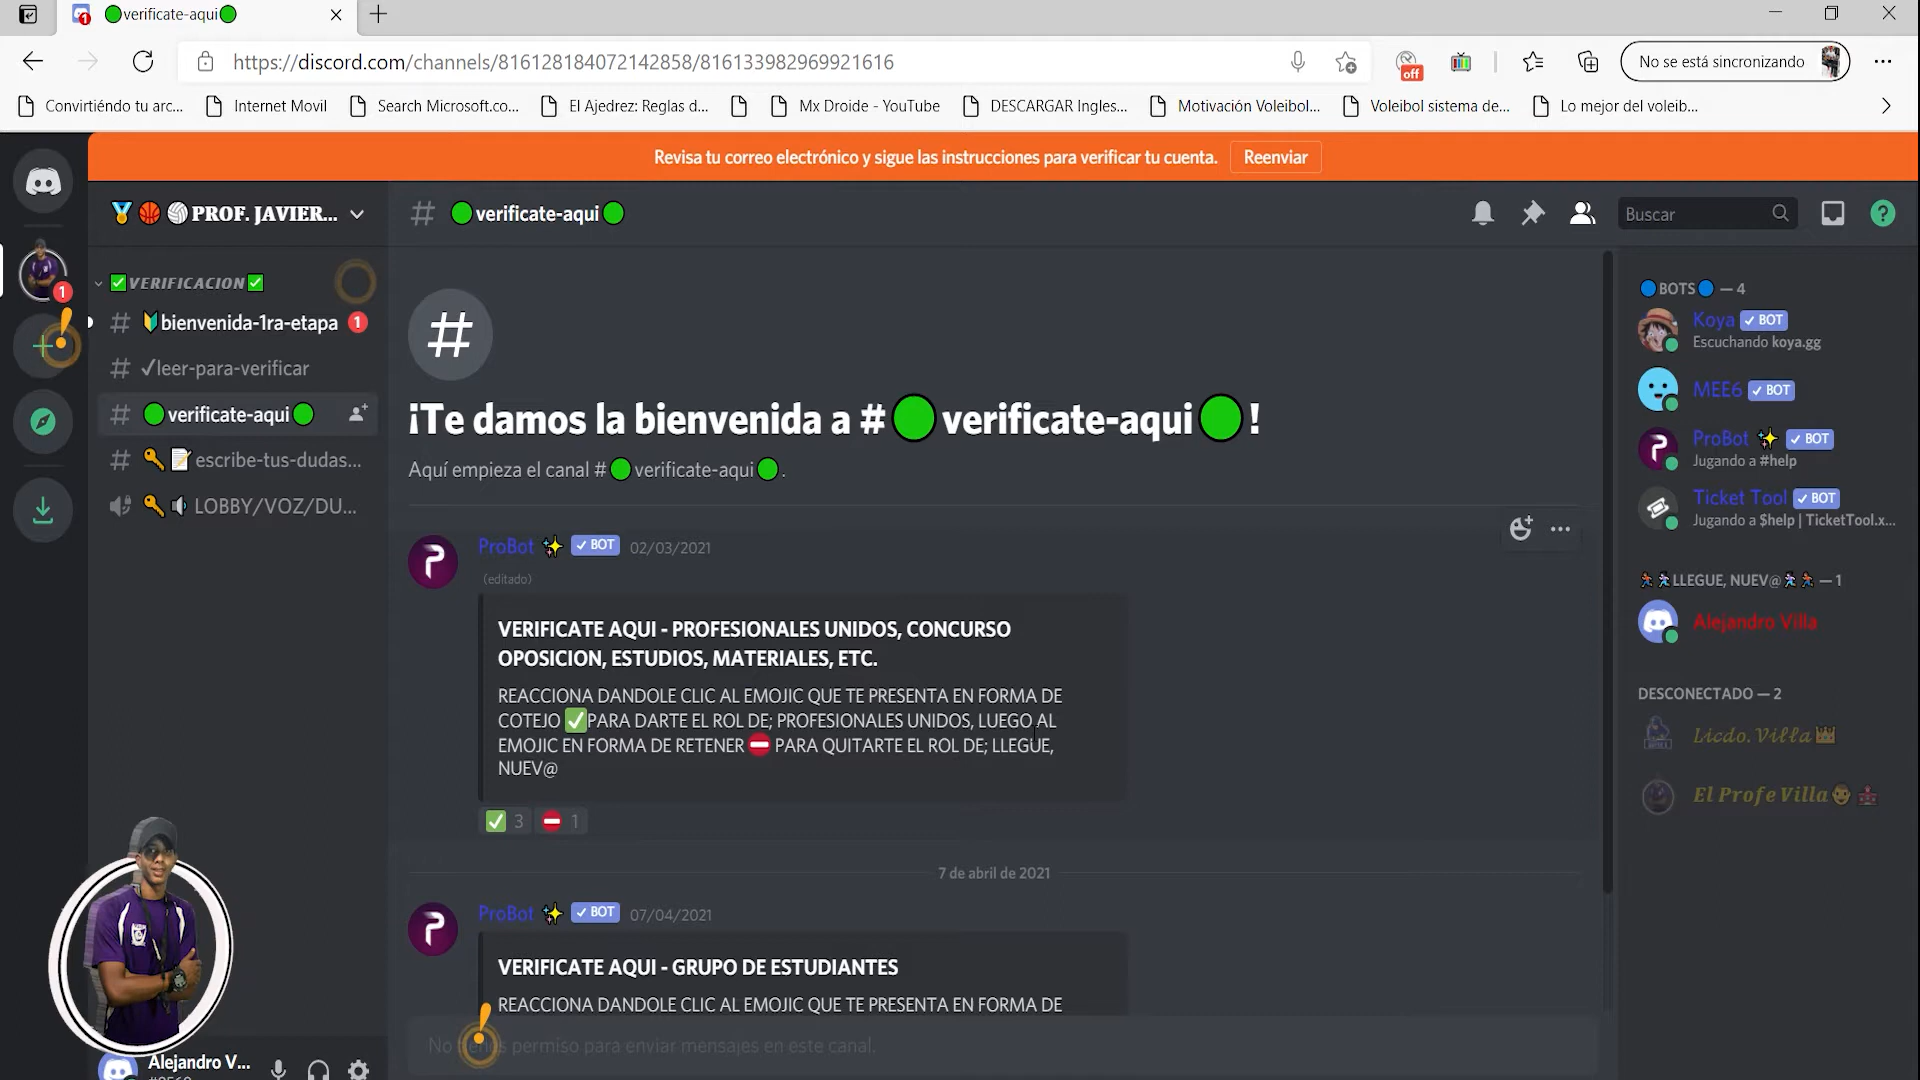 verificate-aqui
https://discord.com/channels/816128184072142858/816133982969921616
off
No se está sincronizando
Convirtiéndo tu arc...
Internet Movil
Search Microsoft.co...
El Ajedrez: Reglas d...
Mx Droide - YouTube
DESCARGAR Ingles...
Motivación Voleibol...
Voleibol sistema de...
Lo mejor del voleib...
Revisa tu correo electrónico y sigue las instrucciones para verificar tu cuenta.
Reenviar
PROF. JAVIER...
# verificate-aqui
Buscar
VERIFICACION
# bienvenida-1ra-etapa 1
# ✓leer-para-verificar
# verificate-aqui
# escribe-tus-dudas...
LOBBY/VOZ/DU...
1
¡Te damos la bienvenida a # verificate-aqui !
Aquí empieza el canal # verificate-aqui .
ProBot ✨ ✓ BOT 02/03/2021
(editado)
VERIFICATE AQUI - PROFESIONALES UNIDOS, CONCURSO
OPOSICION, ESTUDIOS, MATERIALES, ETC.
REACCIONA DANDOLE CLIC AL EMOJIC QUE TE PRESENTA EN FORMA DE
COTEJO ✅PARA DARTE EL ROL DE; PROFESIONALES UNIDOS, LUEGO AL
EMOJIC EN FORMA DE RETENER ⛔ PARA QUITARTE EL ROL DE; LLEGUE,
NUEV@
✅ 3 ⛔ 1
7 de abril de 2021
ProBot ✨ ✓ BOT 07/04/2021
VERIFICATE AQUI - GRUPO DE ESTUDIANTES
REACCIONA DANDOLE CLIC AL EMOJIC QUE TE PRESENTA EN FORMA DE
No tienes permiso para enviar mensajes en este canal.
BOTS — 4
Koya ✓ BOT
Escuchando koya.gg
MEE6 ✓ BOT
ProBot ✨ ✓ BOT
Jugando a #help
Ticket Tool ✓ BOT
Jugando a $help | TicketTool.x...
LLEGUE, NUEV@ — 1
Alejandro Villa
DESCONECTADO — 2
Licdo. Villa
El Profe Villa
Alejandro V...